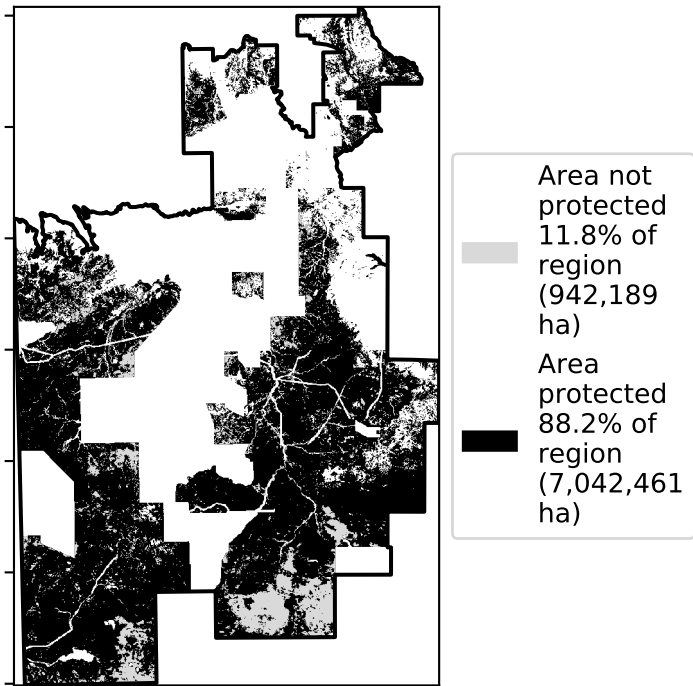 Area not
protected
11.8% of
region
(942,189
ha)
Area
protected
88.2% of
region
(7,042,461
ha)